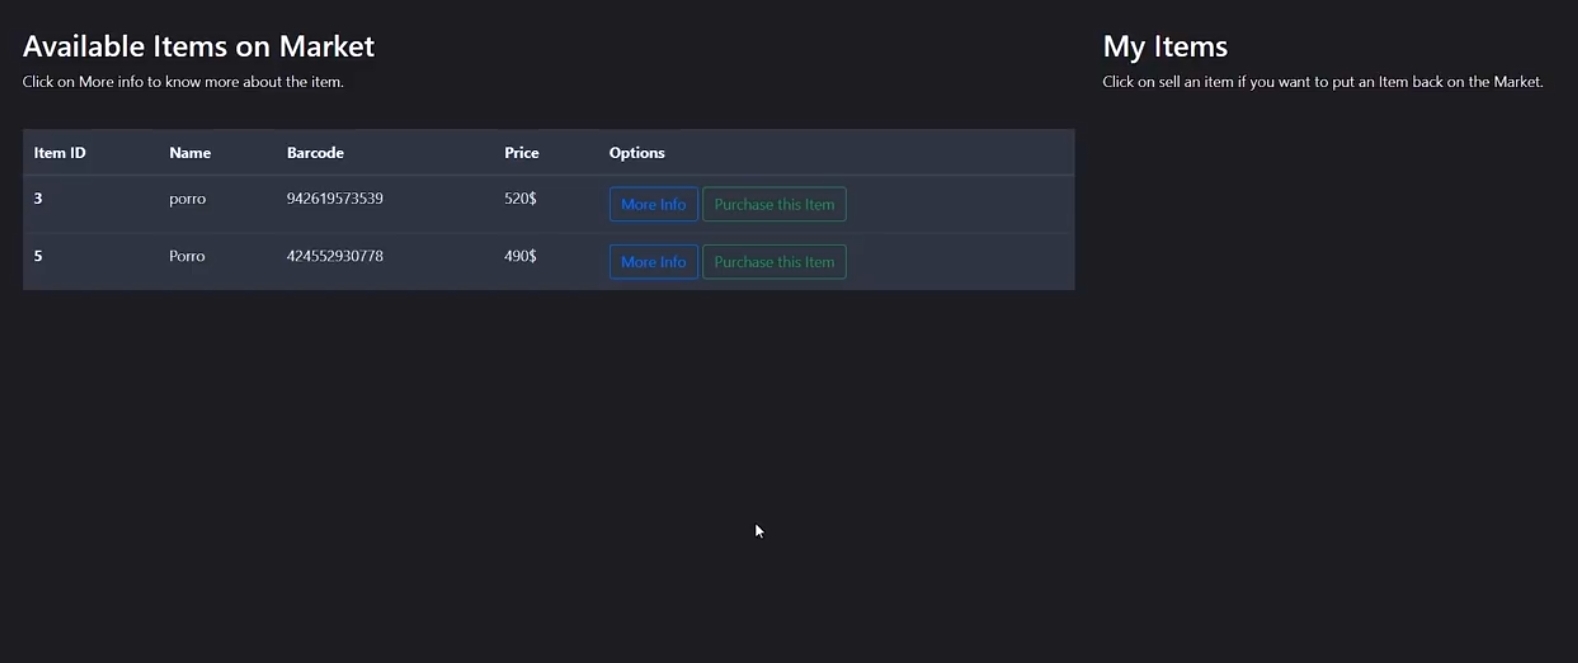 Available Items on Market
Click on More info to know more about the item.
Item ID Name Barcode Price Options
3 porro 942619573539 520$ More Info Purchase this Item
5 Porro 424552930778 490$ More Info Purchase this Item
My Items
Click on sell an item if you want to put an Item back on the Market.